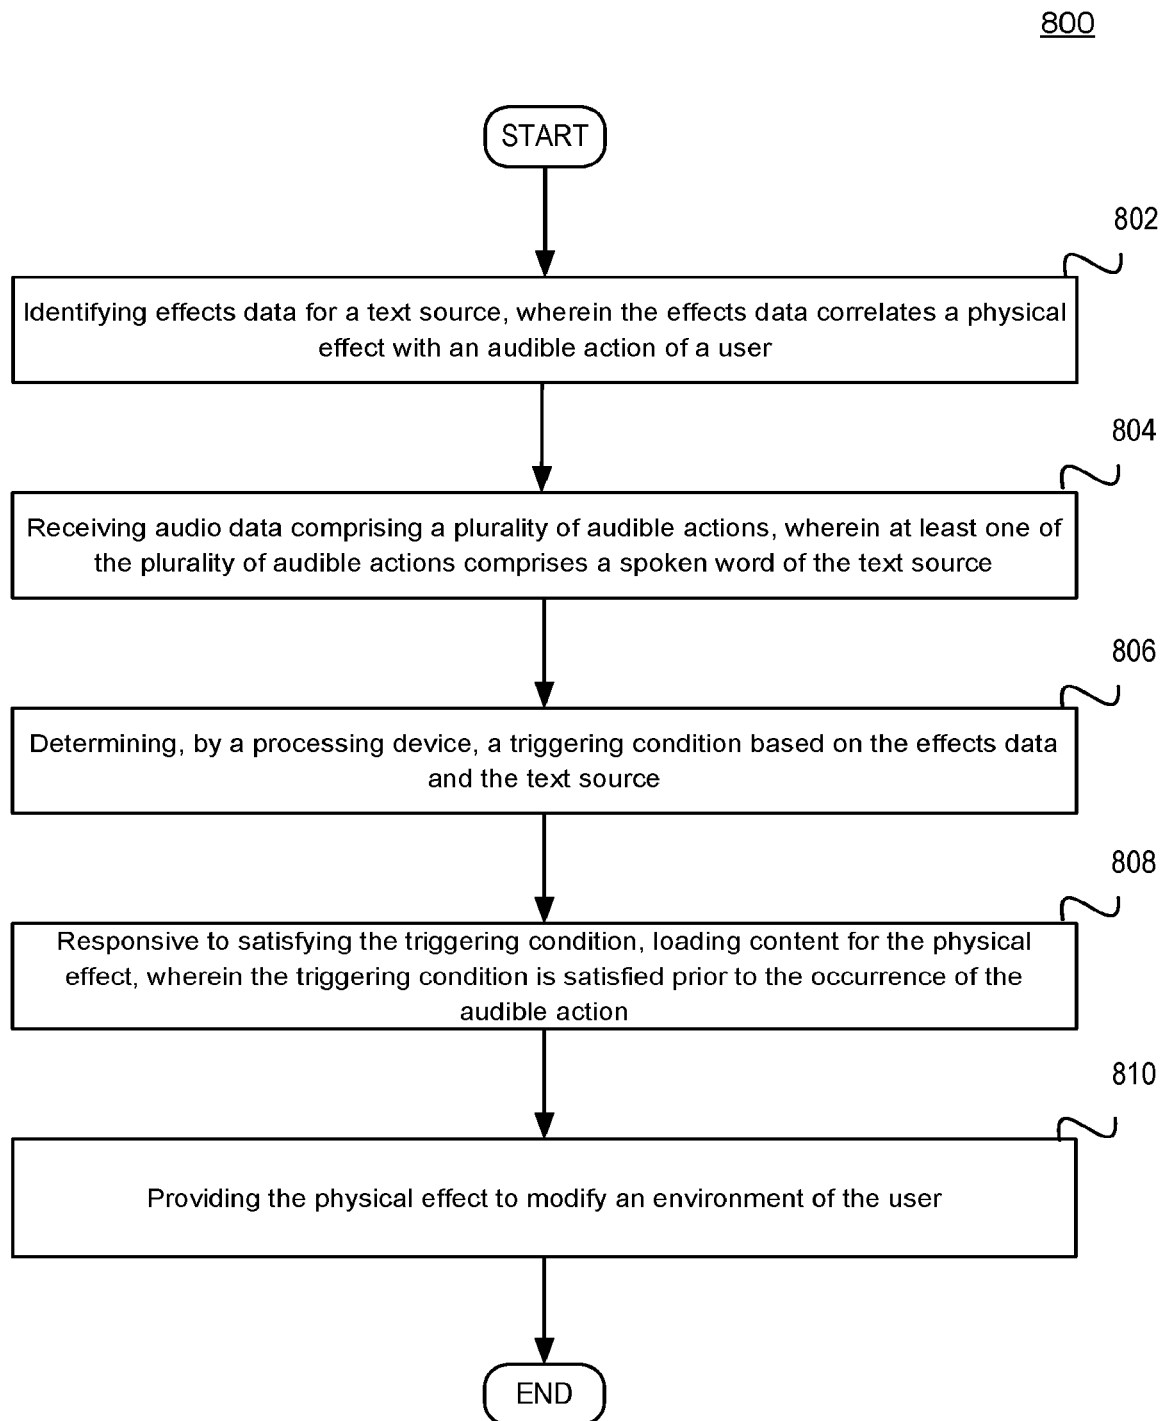 800
START
802
Identifying effects data for a text source, wherein the effects data correlates a physical
effect with an audible action of a user
804
Receiving audio data comprising a plurality of audible actions, wherein at least one of
the plurality of audible actions comprises a spoken word of the text source
806
Determining, by a processing device, a triggering condition based on the effects data
and the text source
808
Responsive to satisfying the triggering condition, loading content for the physical
effect, wherein the triggering condition is satisfied prior to the occurrence of the
audible action
810
Providing the physical effect to modify an environment of the user
END